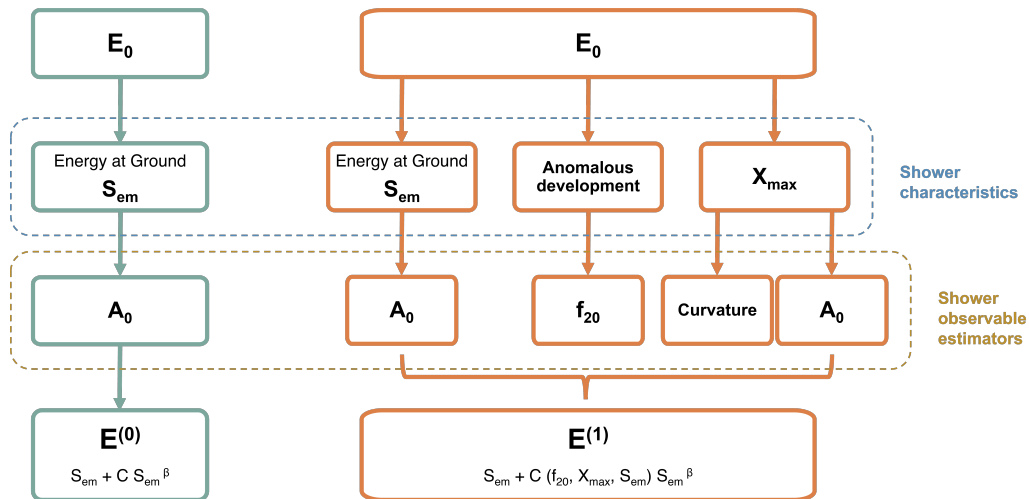 E₀
E₀
Energy at Ground
Sₑₘ
Energy at Ground
Sₑₘ
Anomalous
development
Xₘₐₓ
Shower
characteristics
A₀
A₀
f₂₀
Curvature
A₀
Shower
observable
estimators
E⁽⁰⁾
Sₑₘ + C Sₑₘ ᵝ
E⁽¹⁾
Sₑₘ + C (f₂₀, Xₘₐₓ, Sₑₘ) Sₑₘ ᵝ